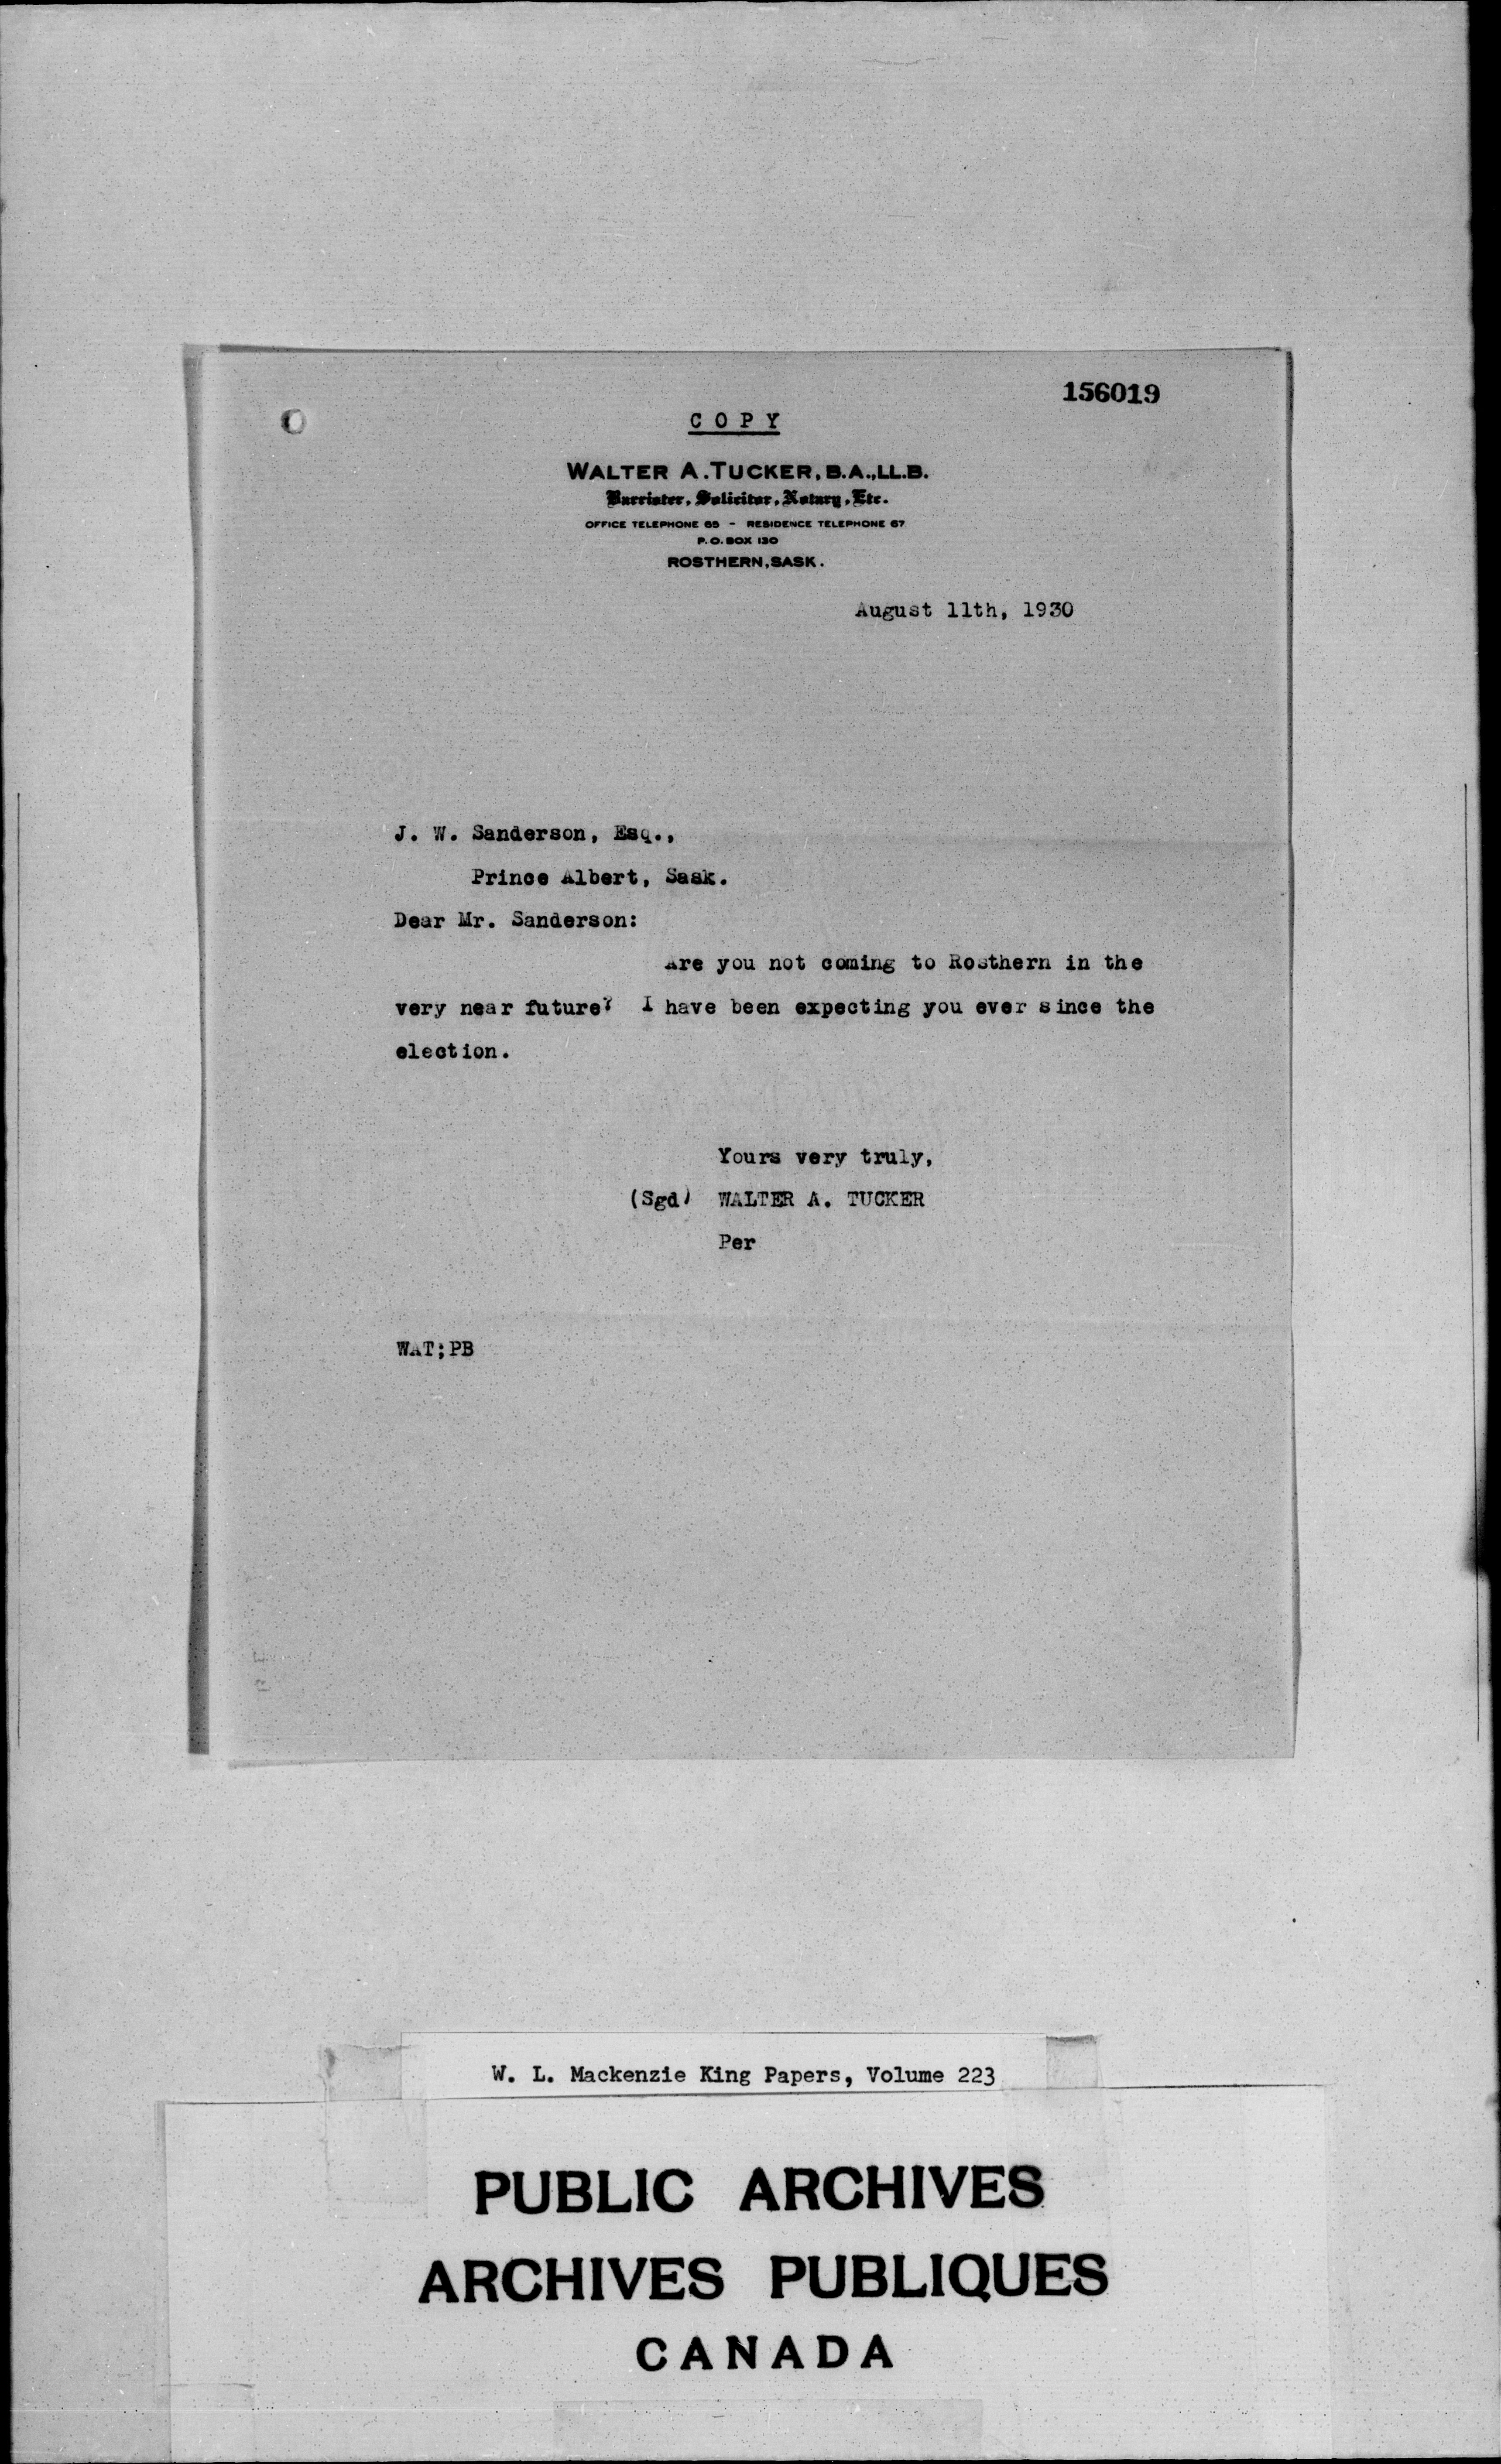 156019
C O P Y
WALTER A. TUCKER, B.A., LL.B.
Barrister, Solicitor, Notary, Etc.
OFFICE TELEPHONE 65 - RESIDENCE TELEPHONE 67
P.O. BOX 130
ROSTHERN, SASK.
August 11th, 1930
J. W. Sanderson, Esq.,
Prince Albert, Sask.
Dear Mr. Sanderson:
Are you not coming to Rosthern in the
very near future? I have been expecting you ever since the
election.
Yours very truly,
(Sgd) WALTER A. TUCKER
Per
WAT;PB
W. L. Mackenzie King Papers, Volume 223
PUBLIC ARCHIVES
ARCHIVES PUBLIQUES
CANADA